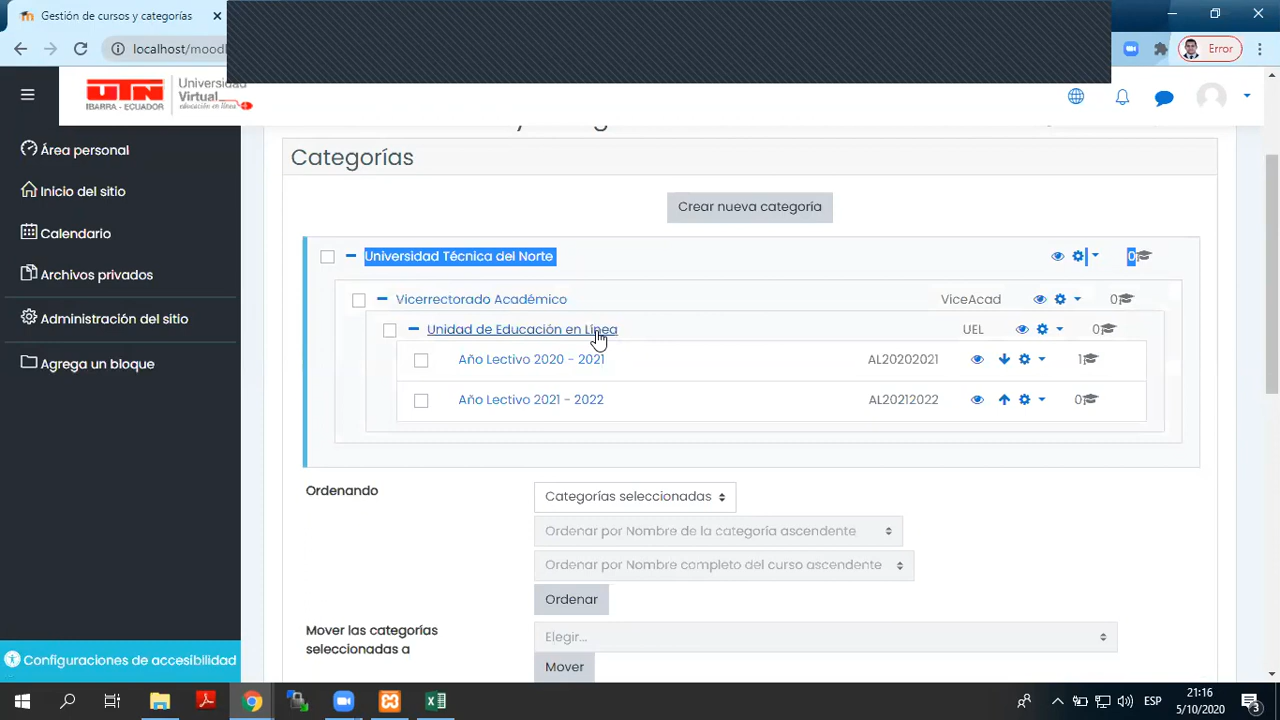 Gestión de cursos y categorías
localhost/mood
Error
UTN
IBARRA - ECUADOR
Universidad
Virtual
educación en línea
Categorías
Área personal
Inicio del sitio
Calendario
Archivos privados
Administración del sitio
Agrega un bloque
Configuraciones de accesibilidad
Crear nueva categoría
Universidad Técnica del Norte 0
Vicerrectorado Académico ViceAcad 0
Unidad de Educación en Línea UEL 0
Año Lectivo 2020 - 2021 AL20202021 1
Año Lectivo 2021 - 2022 AL20212022 0
Ordenando
Categorías seleccionadas
Ordenar por Nombre de la categoría ascendente
Ordenar por Nombre completo del curso ascendente
Ordenar
Mover las categorías
seleccionadas a
Elegir...
Mover
ESP
21:16
5/10/2020
3